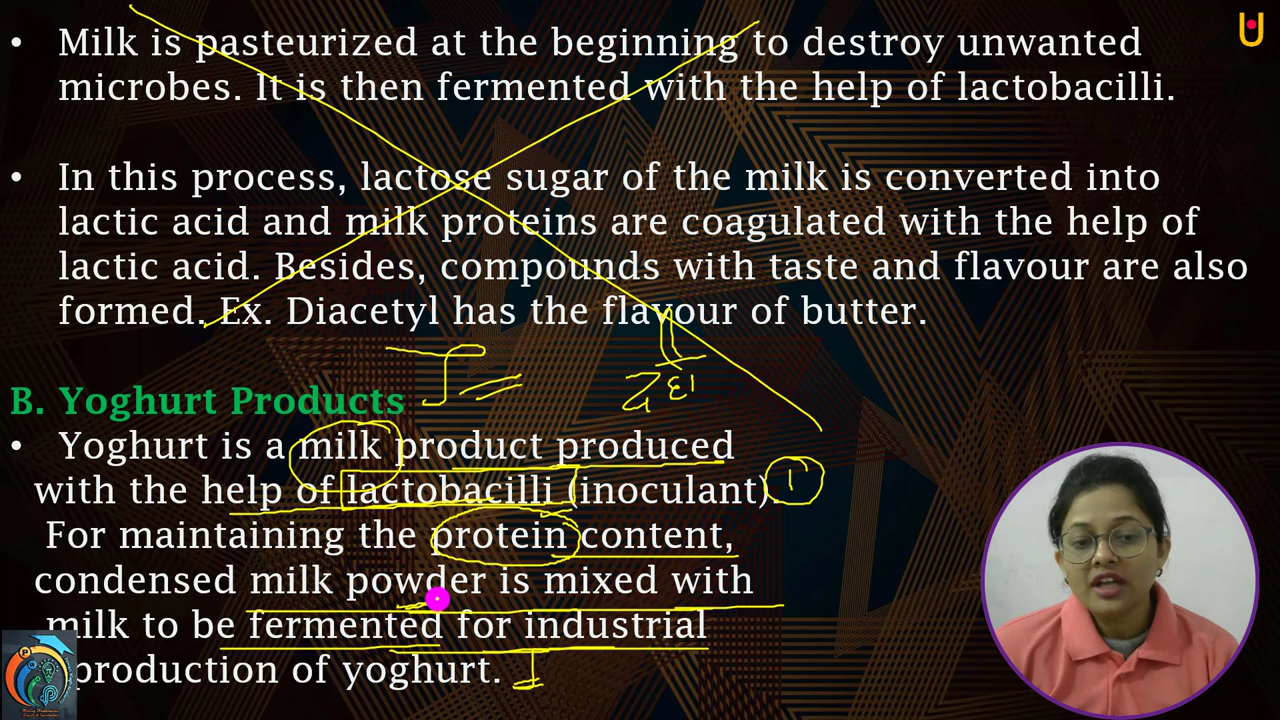 • Milk is pasteurized at the beginning to destroy unwanted
microbes. It is then fermented with the help of lactobacilli.
• In this process, lactose sugar of the milk is converted into
lactic acid and milk proteins are coagulated with the help of
lactic acid. Besides, compounds with taste and flavour are also
formed. Ex. Diacetyl has the flavour of butter.
B. Yoghurt Products
• Yoghurt is a milk product produced
with the help of lactobacilli (inoculant).
For maintaining the protein content,
condensed milk powder is mixed with
milk to be fermented for industrial
production of yoghurt.